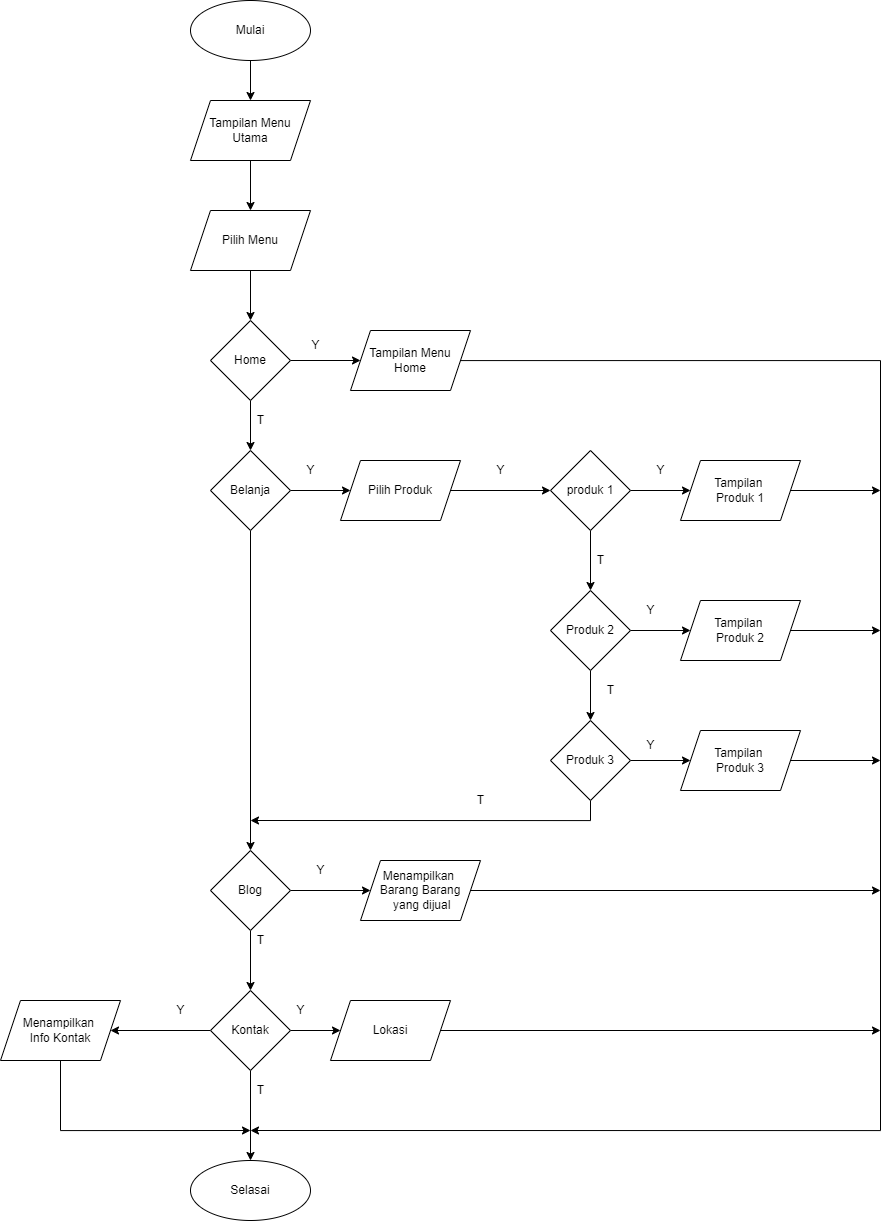 Mulai
Tampilan Menu
Utama
Pilih Menu
Home
Y
Tampilan Menu
Home
T
Belanja
Y
Pilih Produk
Y
produk 1
Y
Tampilan
Produk 1
T
Produk 2
Y
Tampilan
Produk 2
T
Produk 3
Y
Tampilan
Produk 3
T
Blog
Y
Menampilkan
Barang Barang
yang dijual
T
Menampilkan
Info Kontak
Y
Kontak
Y
Lokasi
T
Selasai